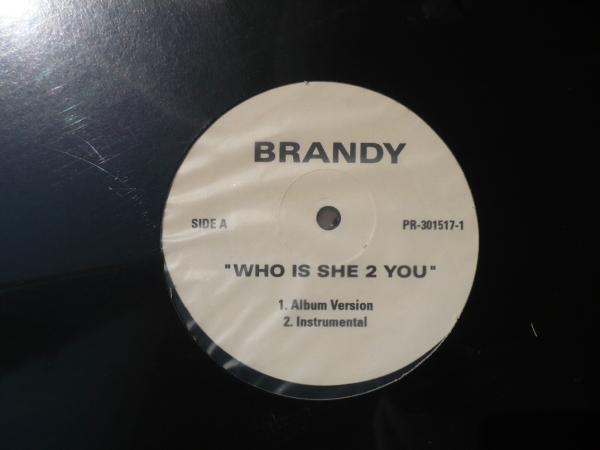 BRANDY
SIDE A
PR-301517-1
"WHO IS SHE 2 YOU"
1. Album Version
2. Instrumental